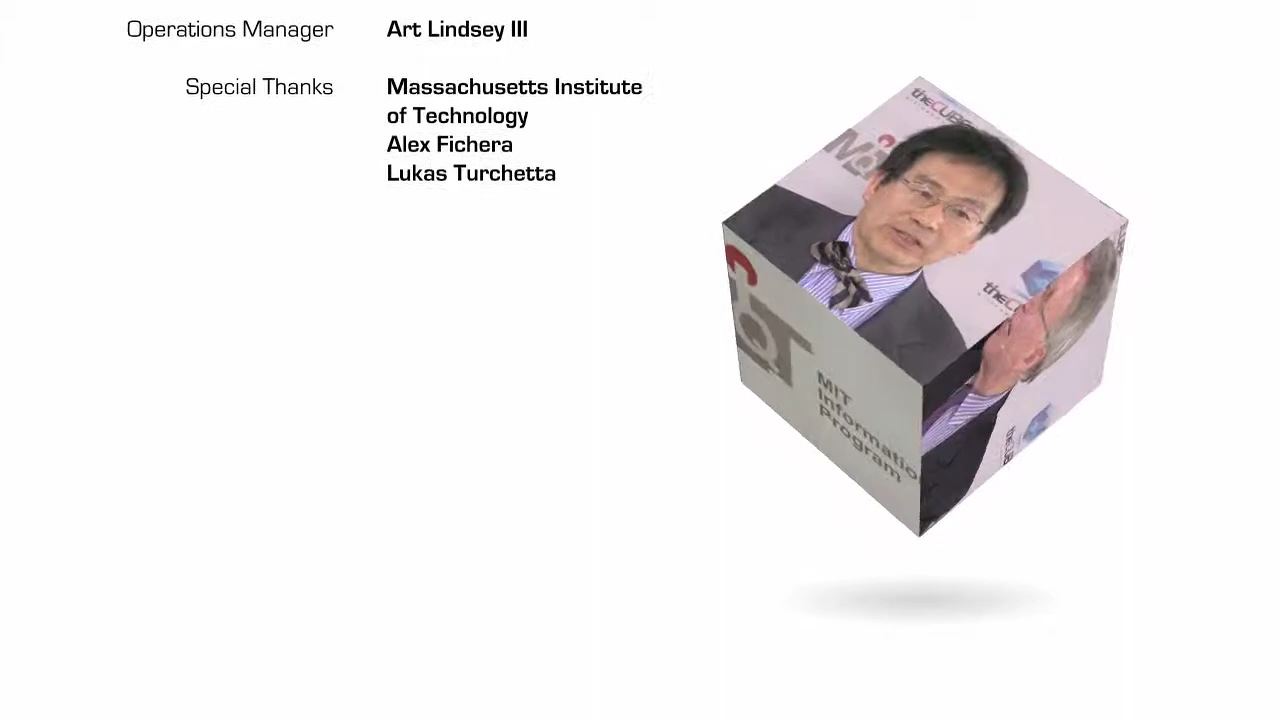 Operations Manager Art Lindsey III
Special Thanks Massachusetts Institute
of Technology
Alex Fichera
Lukas Turchetta
theCUBE
MIT
Information
Program